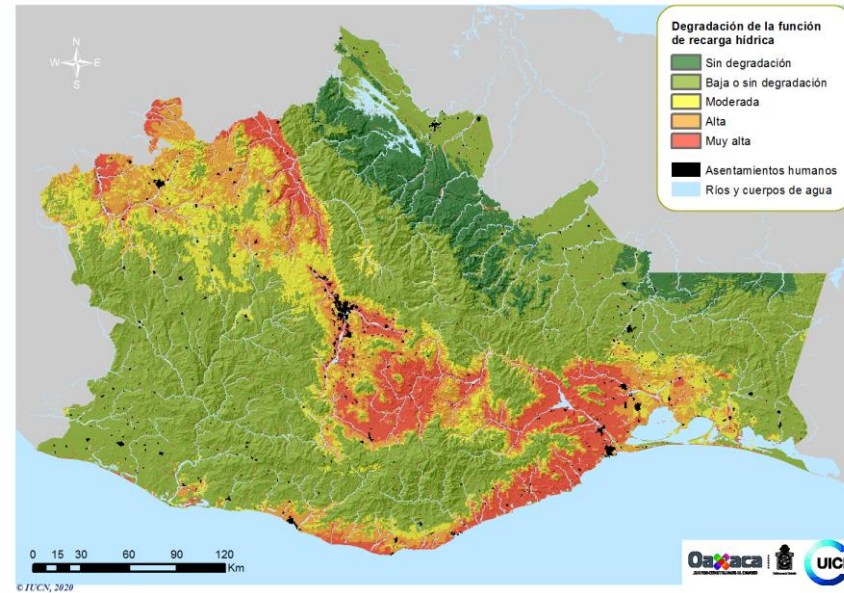 Degradación de la función
de recarga hídrica
Sin degradación
Baja o sin degradación
Moderada
Alta
Muy alta
Asentamientos humanos
Ríos y cuerpos de agua
N
W E
S
0 15 30 60 90 120
Km
© IUCN, 2020
Oaxaca
UIC